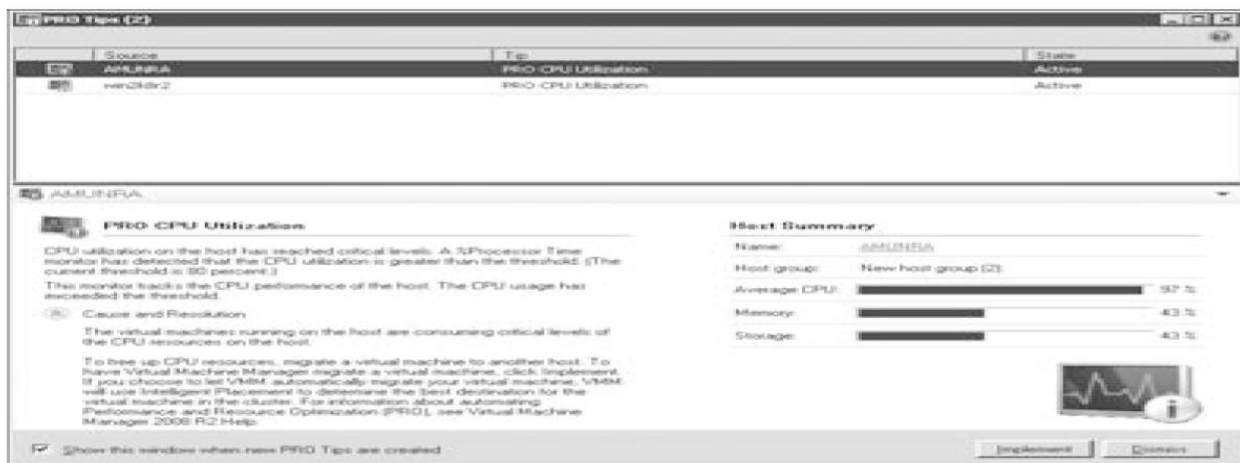 PRO Tips (2)
Source Tip State
AMUNRA PRO CPU Utilization Active
PRO CPU Utilization Active
AMUNRA
PRO CPU Utilization
CPU utilization on the host has reached critical levels. A %Processor Time
monitor has detected that the CPU utilization is greater than the threshold. (The
current threshold is 80 percent.)
This monitor tracks the CPU performance of the host. The CPU usage has
exceeded the threshold.
Cause and Resolution
The virtual machines running on the host are consuming critical levels of
the CPU resources on the host.
To free up CPU resources, migrate a virtual machine to another host. To
have Virtual Machine Manager migrate a virtual machine, click Implement.
If you choose to let VMM automatically migrate your virtual machine, VMM
will use Intelligent Placement to determine the best destination for the
virtual machine in the cluster. For information about automating
Performance and Resource Optimization (PRO), see Virtual Machine
Manager 2008 R2 Help.
Host Summary
Name: AMUNRA
Host group: New host group (2)
Average CPU: 97 %
Memory: 43 %
Storage: 43 %
Show this window when new PRO Tips are created
Implement Dismiss